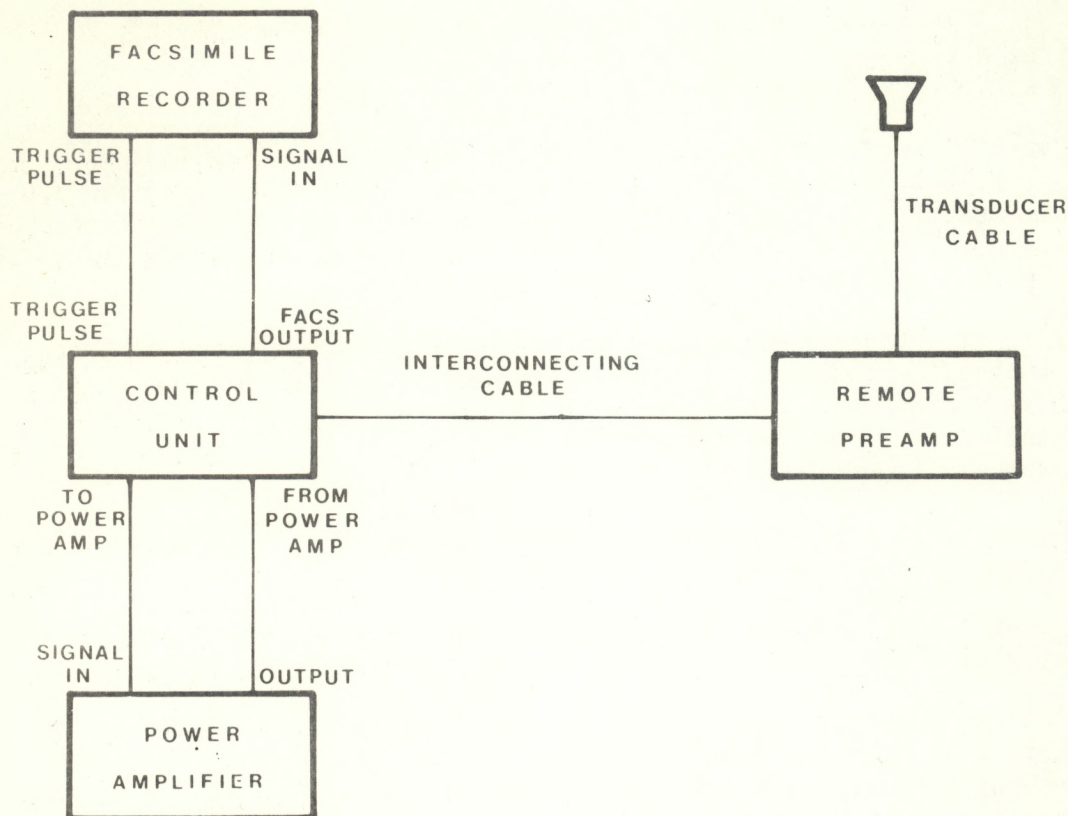 FACSIMILE
RECORDER
TRIGGER
PULSE
SIGNAL
IN
TRANSDUCER
CABLE
TRIGGER
PULSE
FACS
OUTPUT
INTERCONNECTING
CABLE
CONTROL
UNIT
REMOTE
PREAMP
TO
POWER
AMP
FROM
POWER
AMP
SIGNAL
IN
OUTPUT
POWER
AMPLIFIER